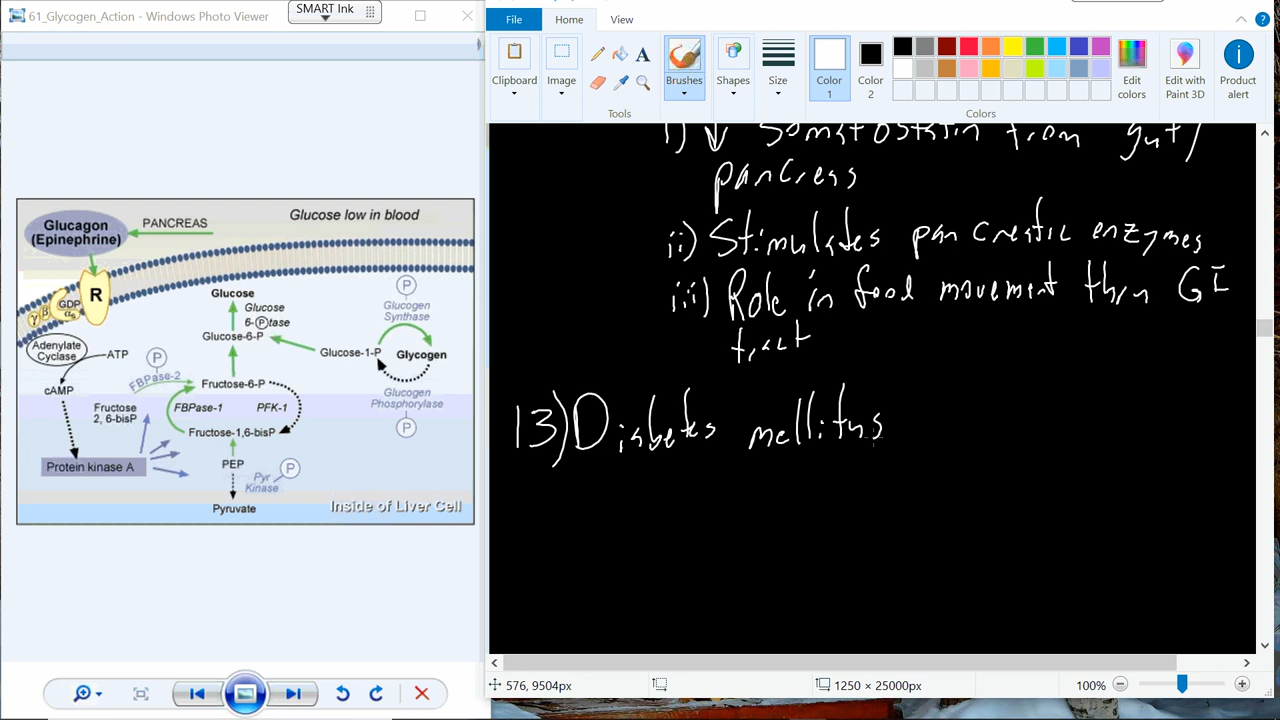 61_Glycogen_Action - Windows Photo Viewer
SMART Ink
Glucose low in blood
PANCREAS
Glucagon
(Epinephrine)
R
GDP
γ β αs
Adenylate
Cyclase
ATP
cAMP
Protein kinase A
Glucose
Glucose
6-Ptase
Glucose-6-P
Glucose-1-P
Glycogen
P
Glycogen
Synthase
Glycogen
Phosphorylase
P
P
FBPase-2
Fructose-6-P
Fructose
2, 6-bisP
FBPase-1
PFK-1
Fructose-1,6-bisP
PEP
P
Pyr
Kinase
Pyruvate
Inside of Liver Cell
File
Home
View
Clipboard
Image
Tools
Brushes
Shapes
Size
Color
1
Color
2
Edit
colors
Colors
Edit with
Paint 3D
Product
alert
i) ↓ Somatostatin from gut/
pancreas
ii) Stimulates pancreatic enzymes
iii) Role in food movement thru GI
tract
13) Diabetes mellitus
576, 9504px
1250 × 25000px
100%